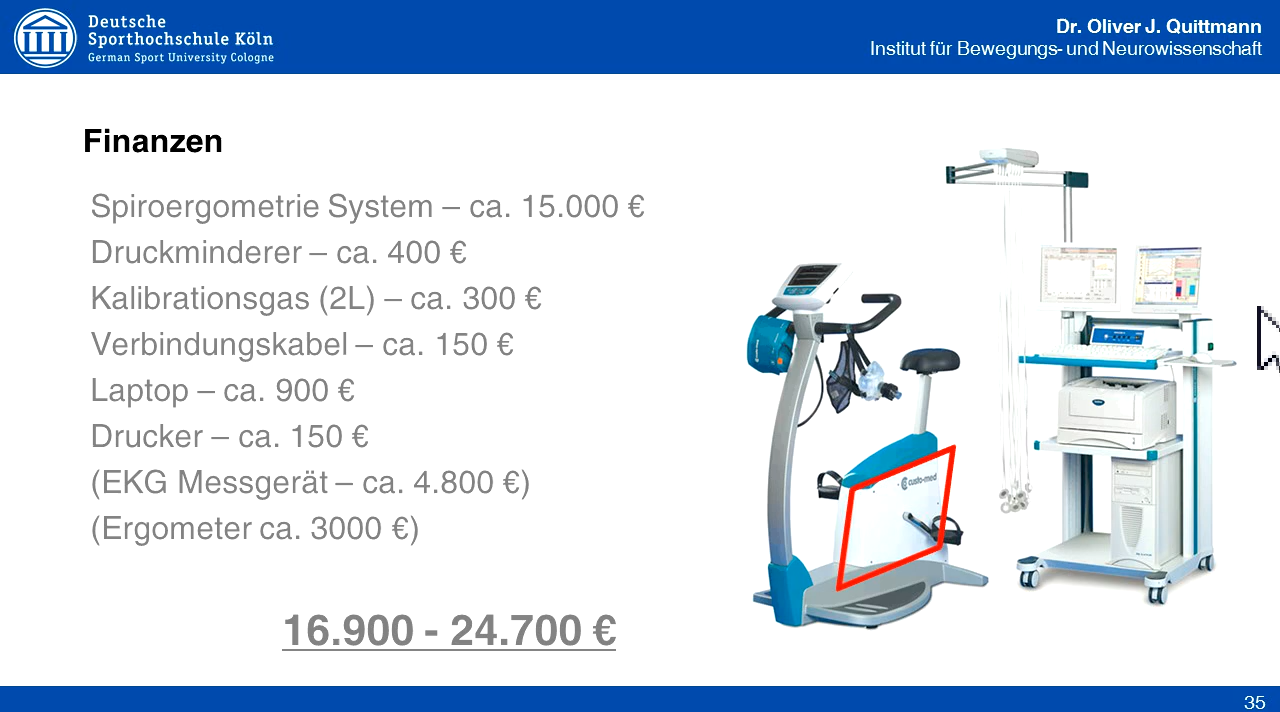 Deutsche
Sporthochschule Köln
German Sport University Cologne
Dr. Oliver J. Quittmann
Institut für Bewegungs- und Neurowissenschaft
Finanzen
Spiroergometrie System – ca. 15.000 €
Druckminderer – ca. 400 €
Kalibrationsgas (2L) – ca. 300 €
Verbindungskabel – ca. 150 €
Laptop – ca. 900 €
Drucker – ca. 150 €
(EKG Messgerät – ca. 4.800 €)
(Ergometer ca. 3000 €)
16.900 - 24.700 €
custo-med
35